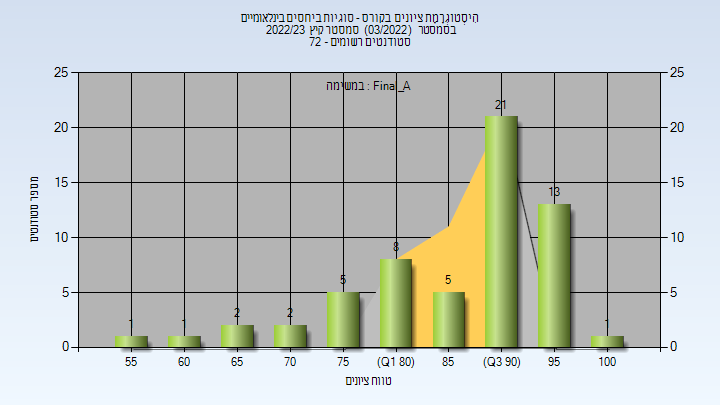 היסטוגרמת ציונים בקורס - סוגיות ביחסים בינלאומיים
בסמסטר (03/2022) סמסטר קיץ 2022/23
סטודנטים רשומים - 72
במשימה : Final_A
25 25
20 20
15 15
10 10
5 5
0 0
מספר סטודנטים
1 1 2 2 5 8 5 21 13 1
55 60 65 70 75 (Q1 80) 85 (Q3 90) 95 100
טווח ציונים